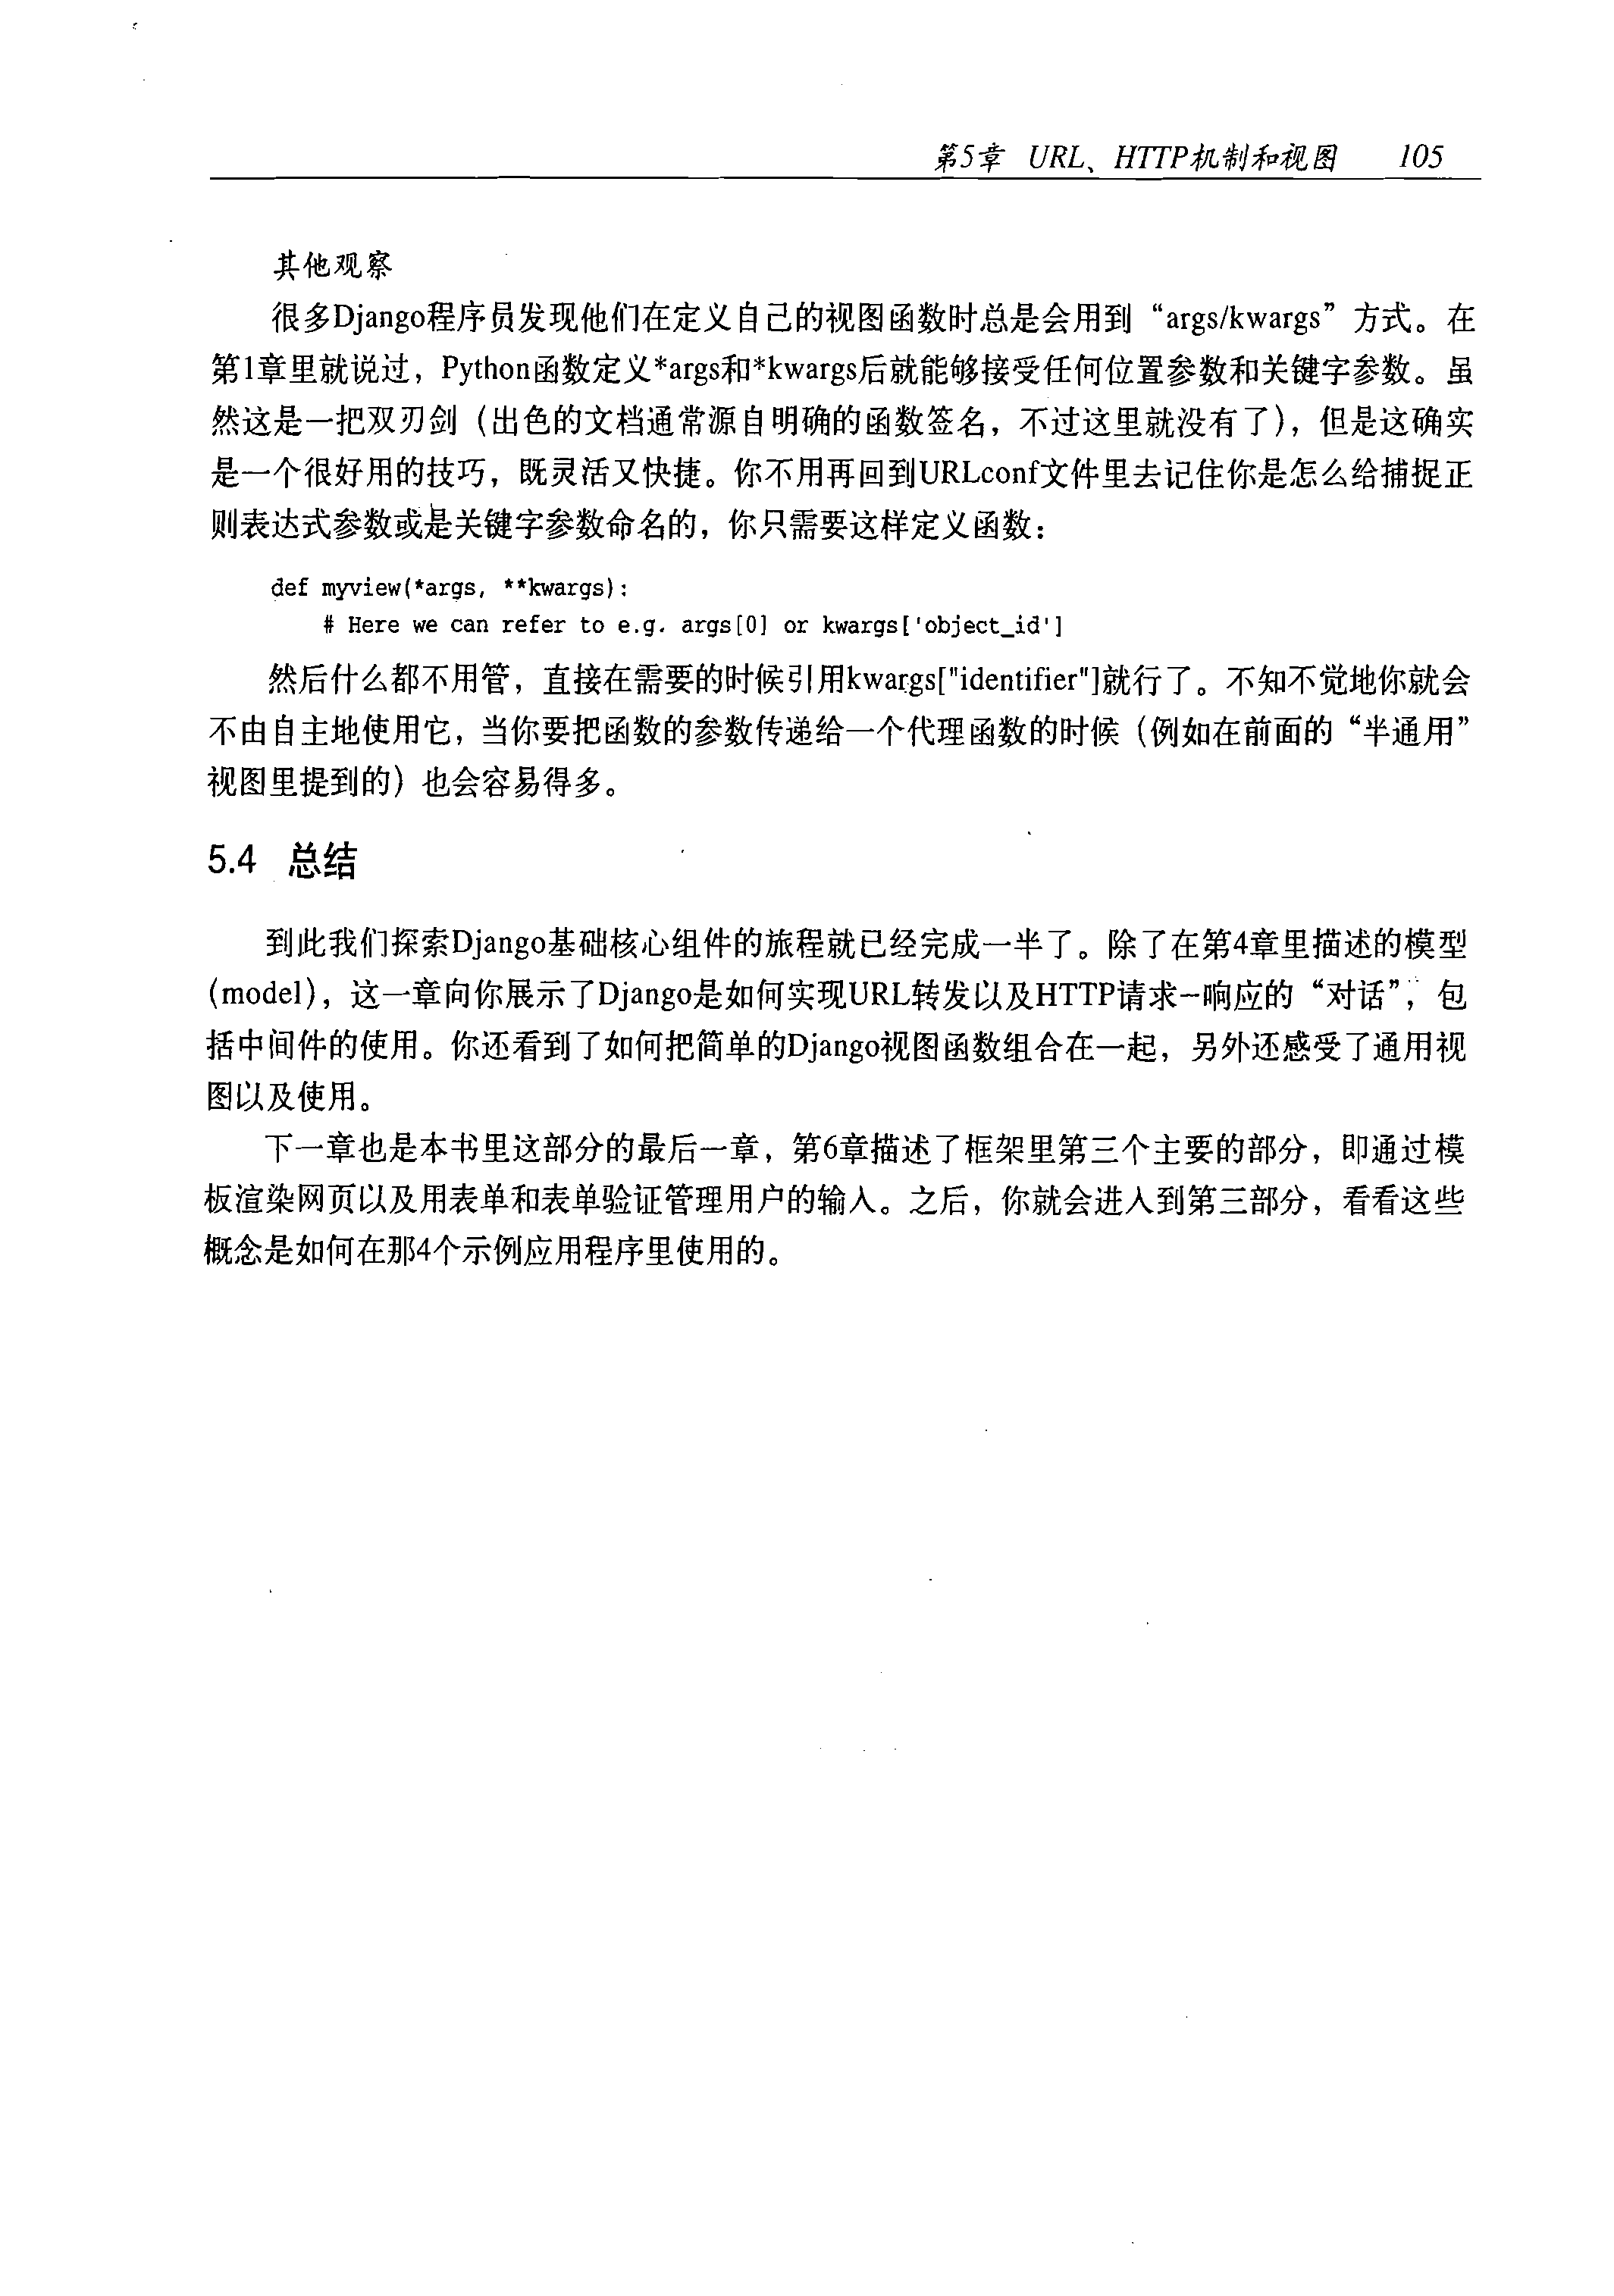 第5章 URL、HTTP机制和视图 105
其他观察
很多Django程序员发现他们在定义自己的视图函数时总是会用到“args/kwargs”方式。在
第1章里就说过，Python函数定义*args和*kwargs后就能够接受任何位置参数和关键字参数。虽
然这是一把双刃剑（出色的文档通常源自明确的函数签名，不过这里就没有了），但是这确实
是一个很好用的技巧，既灵活又快捷。你不用再回到URLconf文件里去记住你是怎么给捕捉正
则表达式参数或是关键字参数命名的，你只需要这样定义函数：
def myview(*args, **kwargs):
    # Here we can refer to e.g. args[0] or kwargs['object_id']
然后什么都不用管，直接在需要的时候引用kwargs["identifier"]就行了。不知不觉地你就会
不由自主地使用它，当你要把函数的参数传递给一个代理函数的时候（例如在前面的“半通用”
视图里提到的）也会容易得多。
5.4 总结
到此我们探索Django基础核心组件的旅程就已经完成一半了。除了在第4章里描述的模型
(model)，这一章向你展示了Django是如何实现URL转发以及HTTP请求-响应的“对话”，包
括中间件的使用。你还看到了如何把简单的Django视图函数组合在一起，另外还感受了通用视
图以及使用。
下一章也是本书里这部分的最后一章，第6章描述了框架里第三个主要的部分，即通过模
板渲染网页以及用表单和表单验证管理用户的输入。之后，你就会进入到第三部分，看看这些
概念是如何在那4个示例应用程序里使用的。